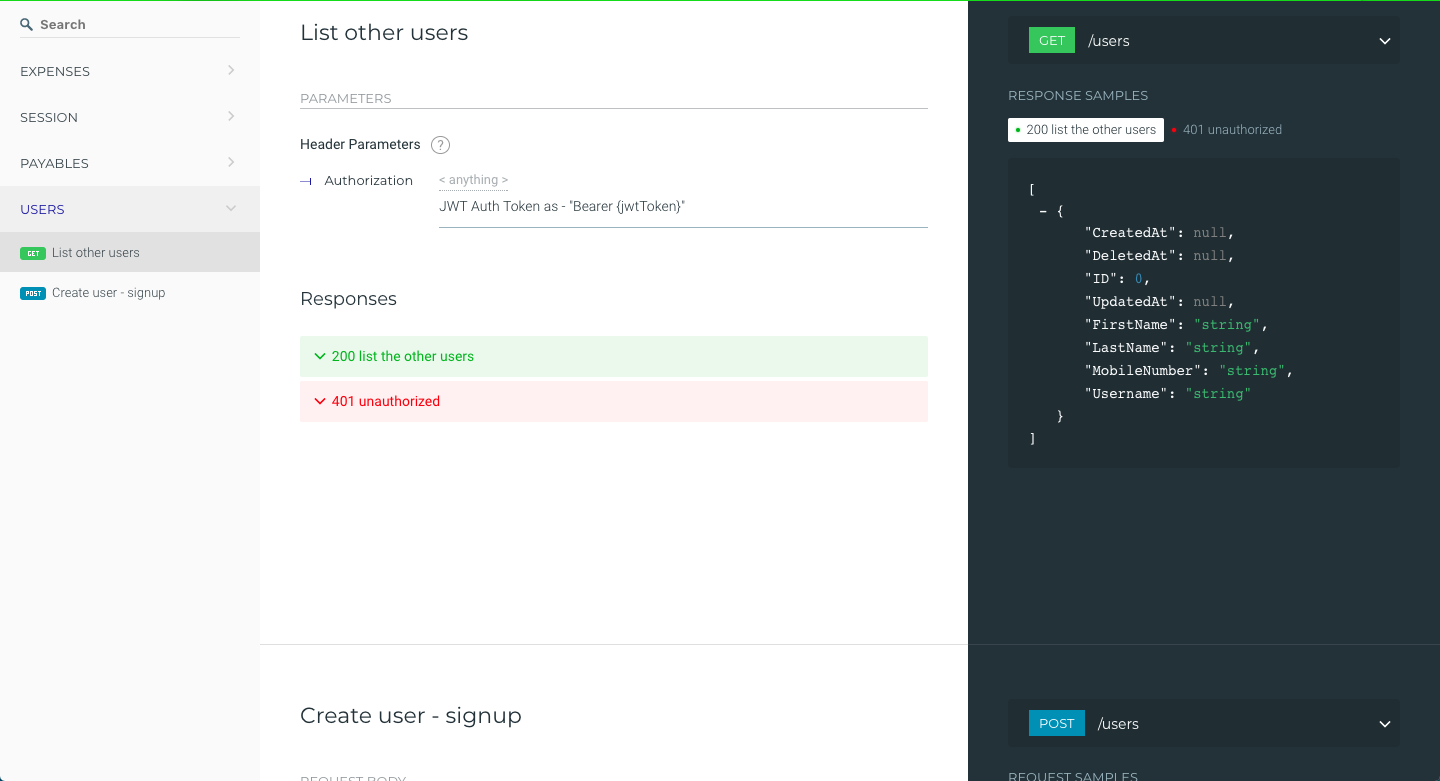 Search
EXPENSES
SESSION
PAYABLES
USERS
GET List other users
POST Create user - signup
List other users
PARAMETERS
Header Parameters ?
Authorization < anything >
JWT Auth Token as - "Bearer {jwtToken}"
Responses
200 list the other users
401 unauthorized
Create user - signup
REQUEST BODY
GET /users
RESPONSE SAMPLES
200 list the other users 401 unauthorized
[
- {
"CreatedAt": null,
"DeletedAt": null,
"ID": 0,
"UpdatedAt": null,
"FirstName": "string",
"LastName": "string",
"MobileNumber": "string",
"Username": "string"
}
]
POST /users
REQUEST SAMPLES